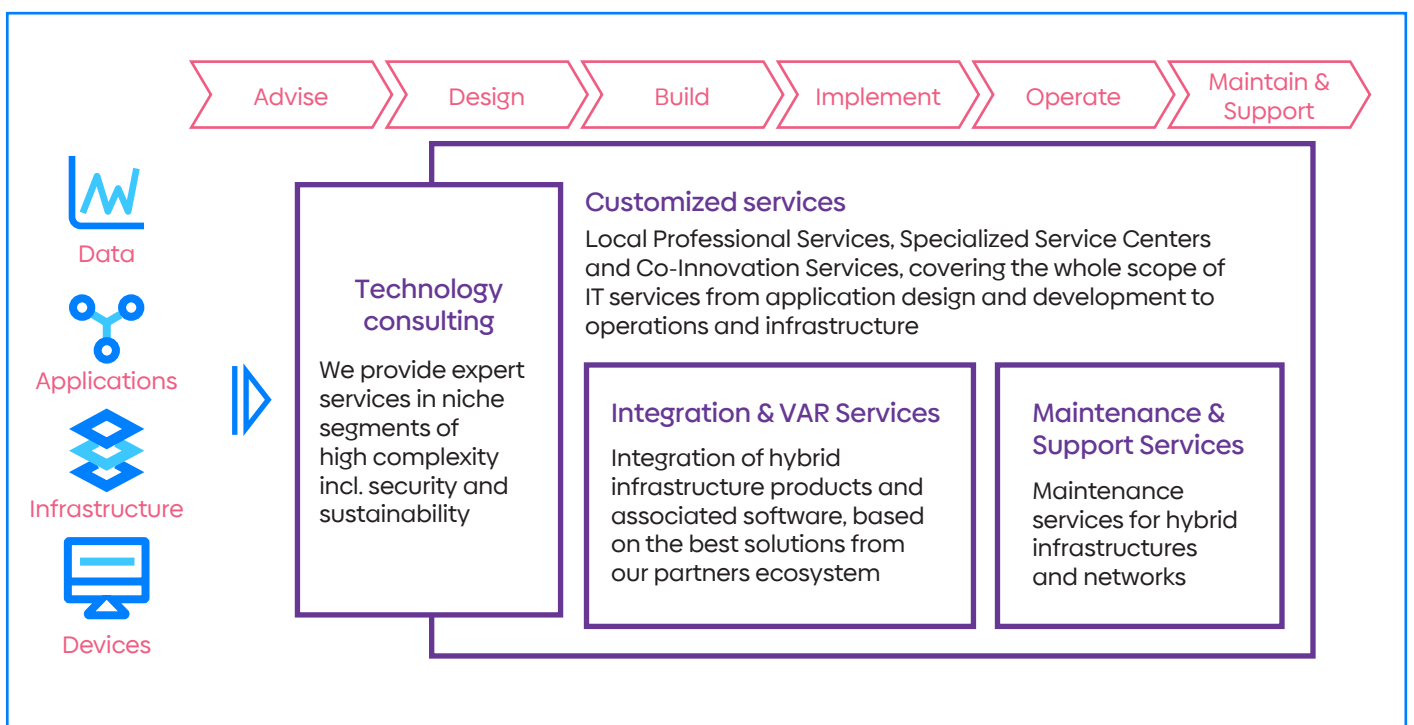 Advise
Design
Build
Implement
Operate
Maintain &
Support
Data
Applications
Infrastructure
Devices
Technology
consulting
We provide expert
services in niche
segments of
high complexity
incl. security and
sustainability
Customized services
Local Professional Services, Specialized Service Centers
and Co-Innovation Services, covering the whole scope of
IT services from application design and development to
operations and infrastructure
Integration & VAR Services
Integration of hybrid
infrastructure products and
associated software, based
on the best solutions from
our partners ecosystem
Maintenance &
Support Services
Maintenance
services for hybrid
infrastructures
and networks